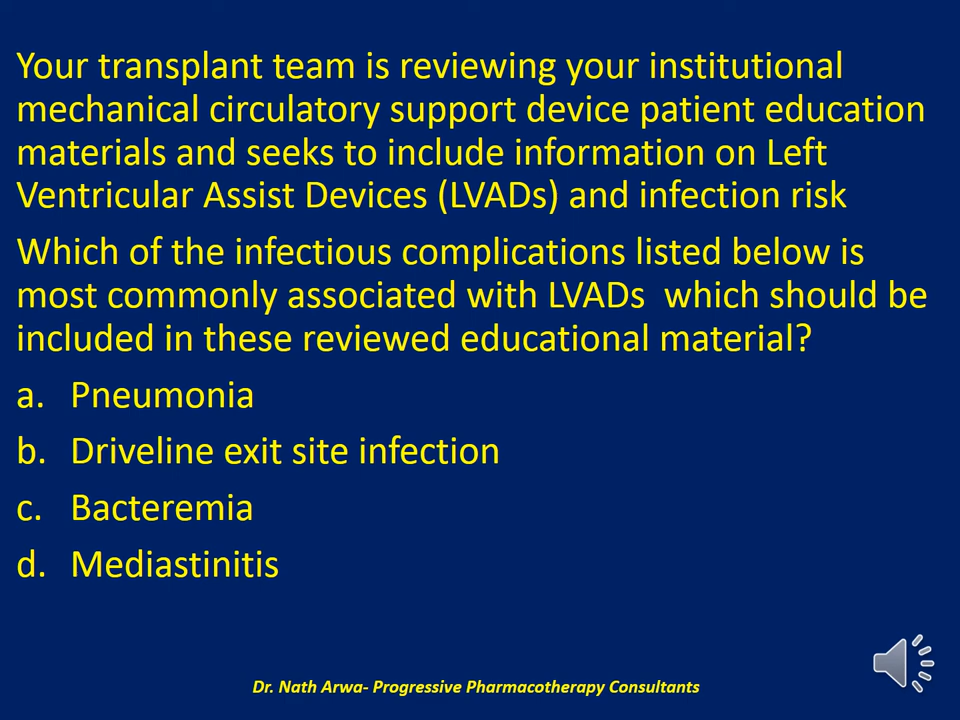 Your transplant team is reviewing your institutional
mechanical circulatory support device patient education
materials and seeks to include information on Left
Ventricular Assist Devices (LVADs) and infection risk
Which of the infectious complications listed below is
most commonly associated with LVADs  which should be
included in these reviewed educational material?
a. Pneumonia
b. Driveline exit site infection
c. Bacteremia
d. Mediastinitis
Dr. Nath Arwa- Progressive Pharmacotherapy Consultants